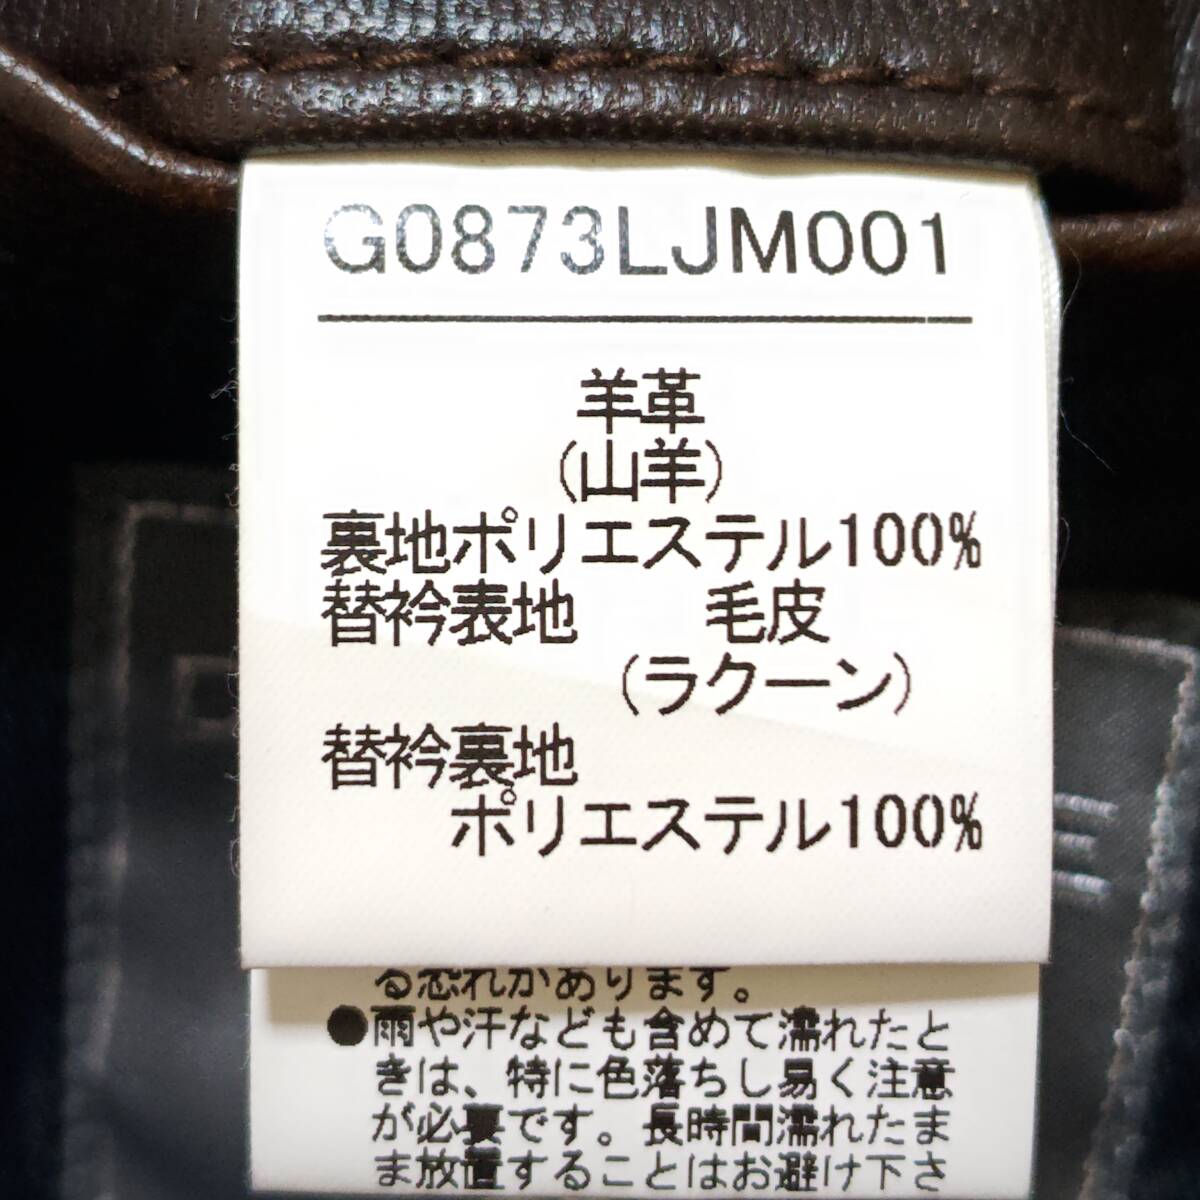 G0873LJM001
羊革
(山羊)
裏地ポリエステル100%
替衿表地　　毛皮
(ラクーン)
替衿裏地
ポリエステル100%
る恐れがあります。
●雨や汗なども含めて濡れたと
きは、特に色落ちし易く注意
が必要です。長時間濡れたま
ま放置することはお避け下さ